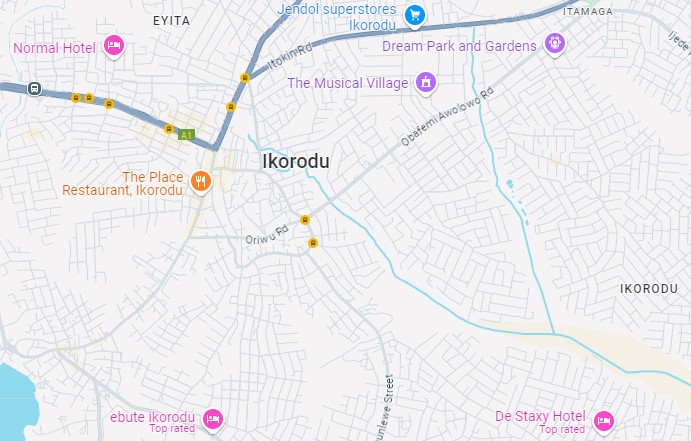 Jendol superstores
Ikorodu
ITAMAGA
EYITA
Normal Hotel
Dream Park and Gardens
Itokin Rd
The Musical Village
Obafemi Awolowo Rd
A1
Ikorodu
The Place
Restaurant, Ikorodu
Oriwu Rd
IKORODU
ebute ikorodu
Top rated
De Staxy Hotel
Top rated